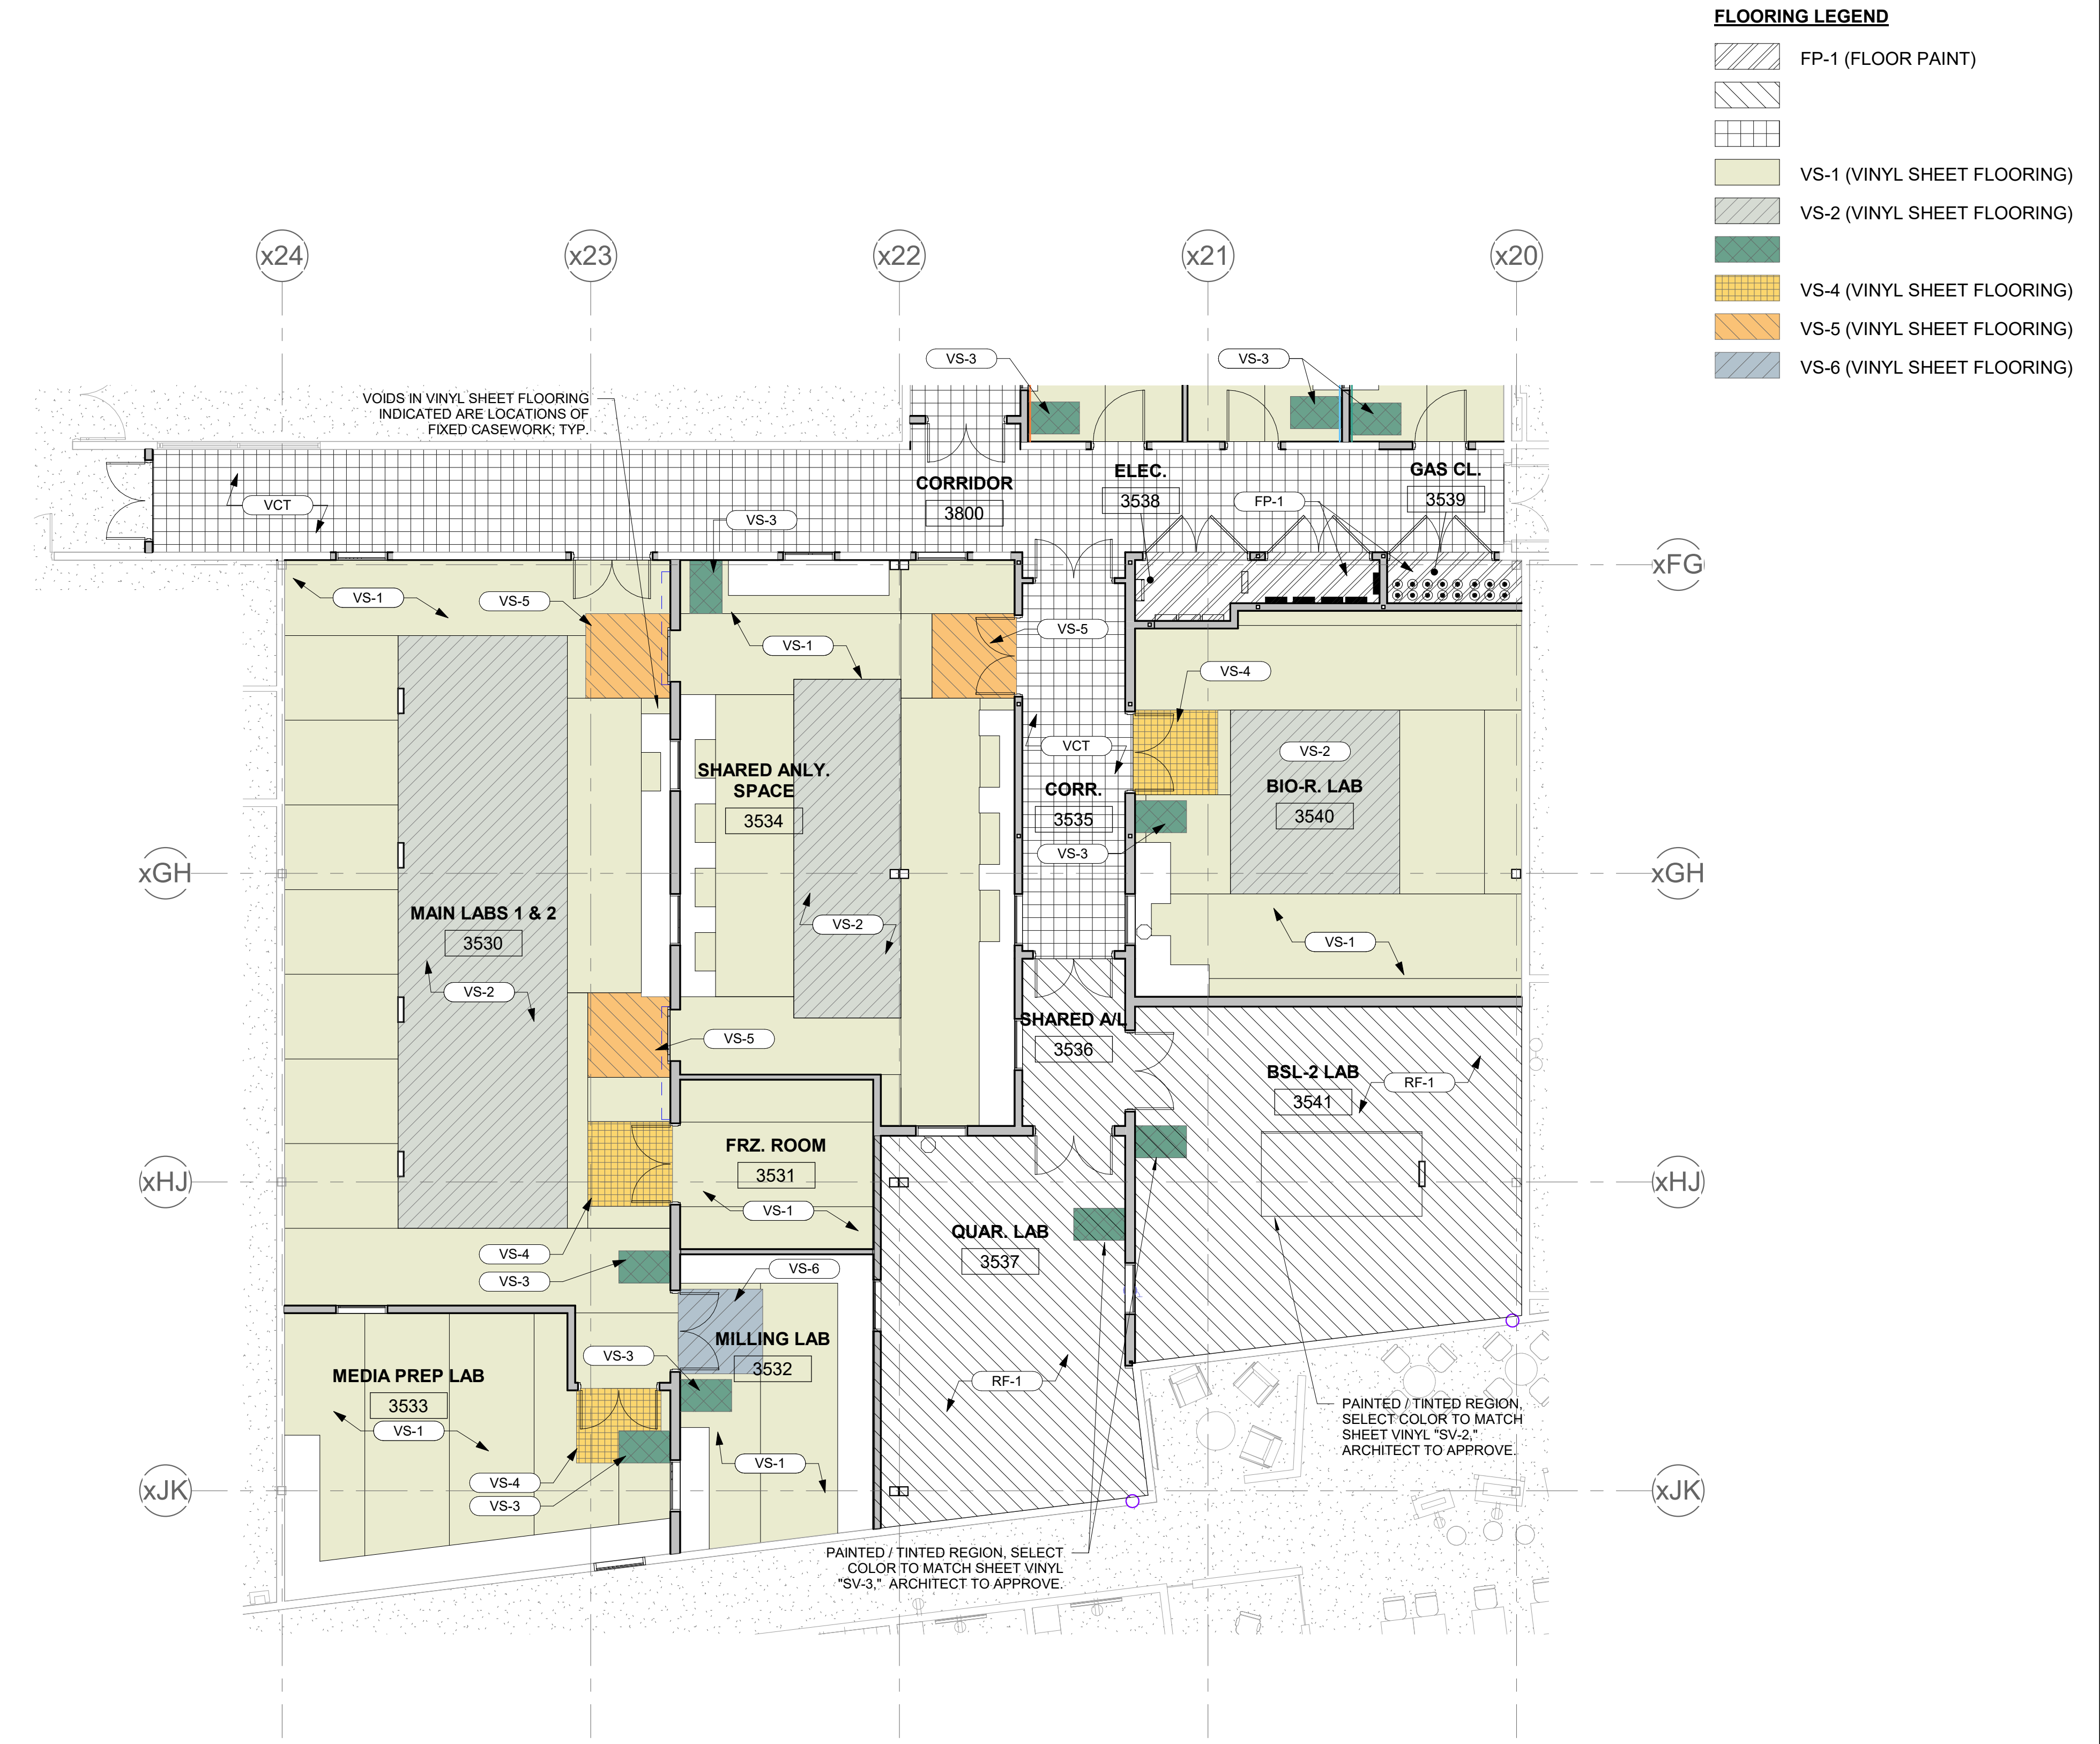 FLOORING LEGEND
FP-1 (FLOOR PAINT)
VS-1 (VINYL SHEET FLOORING)
VS-2 (VINYL SHEET FLOORING)
VS-4 (VINYL SHEET FLOORING)
VS-5 (VINYL SHEET FLOORING)
VS-6 (VINYL SHEET FLOORING)
x24
x23
x22
x21
x20
VS-3
VS-3
VOIDS IN VINYL SHEET FLOORING
INDICATED ARE LOCATIONS OF
FIXED CASEWORK; TYP.
CORRIDOR
3800
ELEC.
3538
GAS CL.
3539
VCT
VS-3
FP-1
xFG
VS-1
VS-5
VS-1
VS-5
VS-4
VCT
VS-2
SHARED ANLY.
SPACE
3534
CORR.
3535
BIO-R. LAB
3540
VS-3
xGH
xGH
MAIN LABS 1 & 2
3530
VS-2
VS-1
VS-2
SHARED A/L
3536
VS-5
BSL-2 LAB
3541
RF-1
FRZ. ROOM
3531
VS-1
xHJ
xHJ
QUAR. LAB
3537
VS-4
VS-3
VS-6
MILLING LAB
3532
VS-3
MEDIA PREP LAB
3533
VS-1
RF-1
VS-1
VS-4
VS-3
PAINTED / TINTED REGION,
SELECT COLOR TO MATCH
SHEET VINYL "SV-2,"
ARCHITECT TO APPROVE.
xJK
xJK
PAINTED / TINTED REGION, SELECT
COLOR TO MATCH SHEET VINYL
"SV-3," ARCHITECT TO APPROVE.